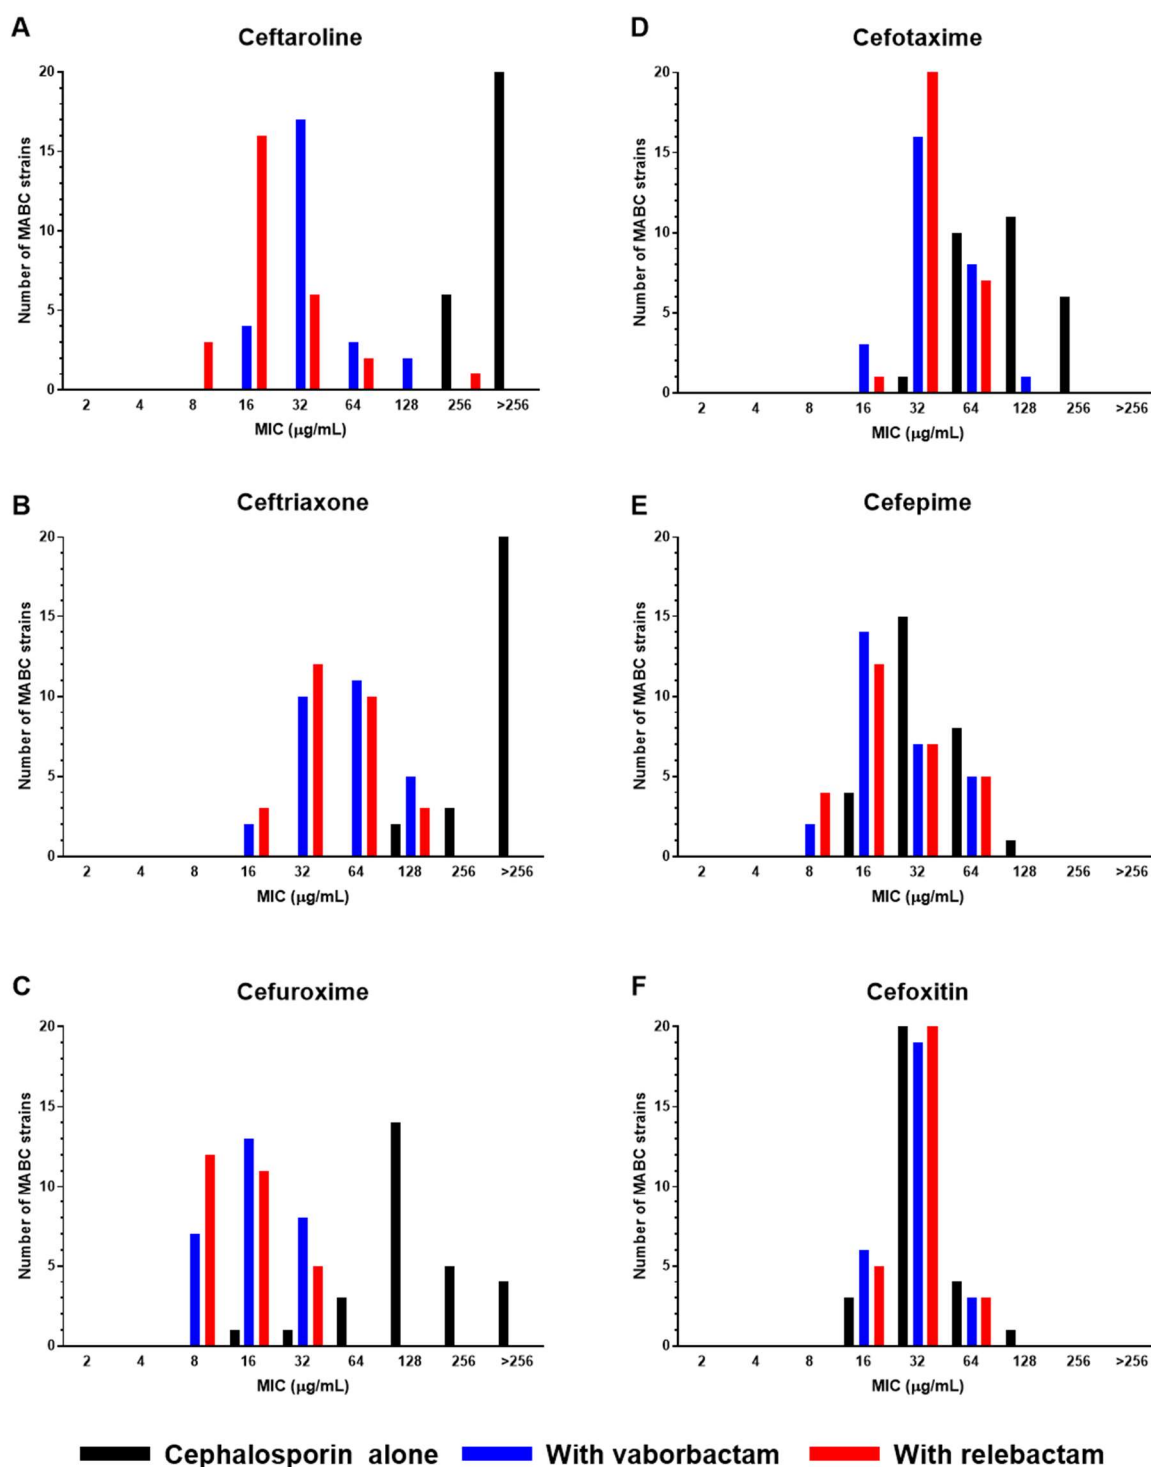 A
Ceftaroline
Number of MABC strains
20
15
10
5
0
2 4 8 16 32 64 128 256 >256
MIC (μg/mL)
B
Ceftriaxone
Number of MABC strains
20
15
10
5
0
2 4 8 16 32 64 128 256 >256
MIC (μg/mL)
C
Cefuroxime
Number of MABC strains
20
15
10
5
0
2 4 8 16 32 64 128 256 >256
MIC (μg/mL)
D
Cefotaxime
Number of MABC strains
20
15
10
5
0
2 4 8 16 32 64 128 256 >256
MIC (μg/mL)
E
Cefepime
Number of MABC strains
20
15
10
5
0
2 4 8 16 32 64 128 256 >256
MIC (μg/mL)
F
Cefoxitin
Number of MABC strains
20
15
10
5
0
2 4 8 16 32 64 128 256 >256
MIC (μg/mL)
Cephalosporin alone With vaborbactam With relebactam